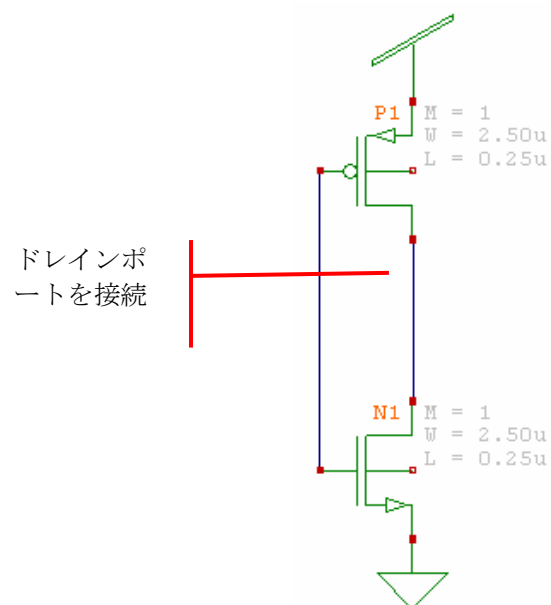 P1 M = 1
W = 2.50u
L = 0.25u
ドレインポ
ートを接続
N1 M = 1
W = 2.50u
L = 0.25u